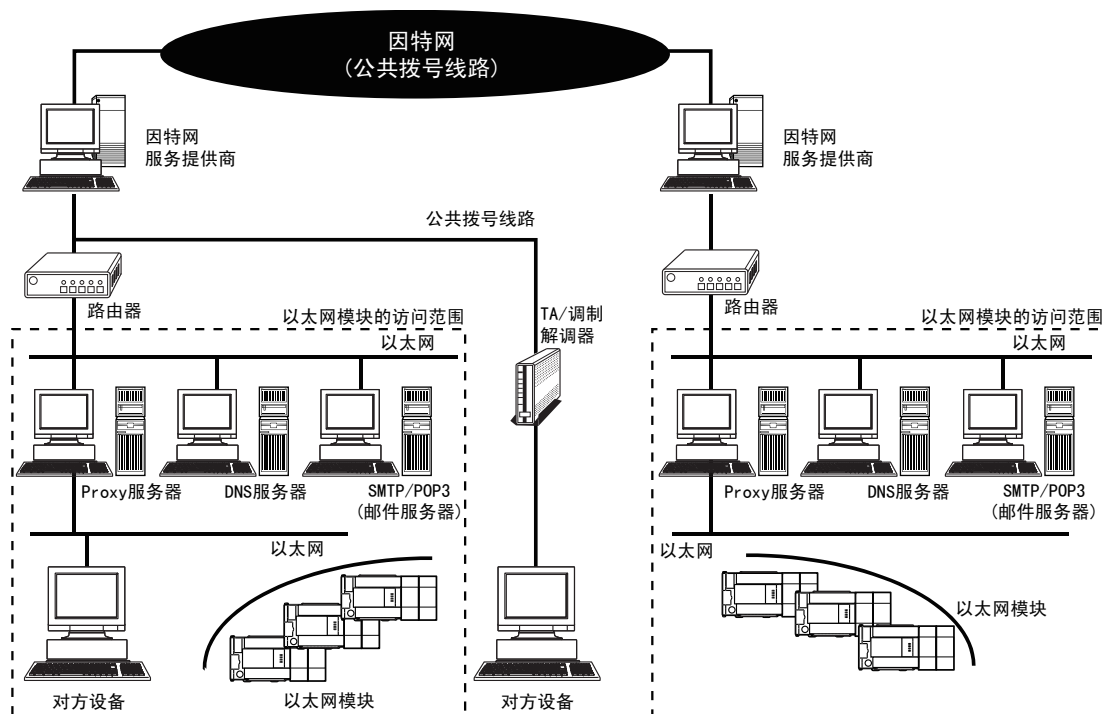 因特网
(公共拨号线路)
因特网
服务提供商
因特网
服务提供商
公共拨号线路
路由器
TA/调制
解调器
路由器
以太网模块的访问范围
以太网
以太网模块的访问范围
以太网
Proxy服务器
DNS服务器
SMTP/POP3
(邮件服务器)
Proxy服务器
DNS服务器
SMTP/POP3
(邮件服务器)
以太网
以太网
以太网模块
对方设备
以太网模块
对方设备